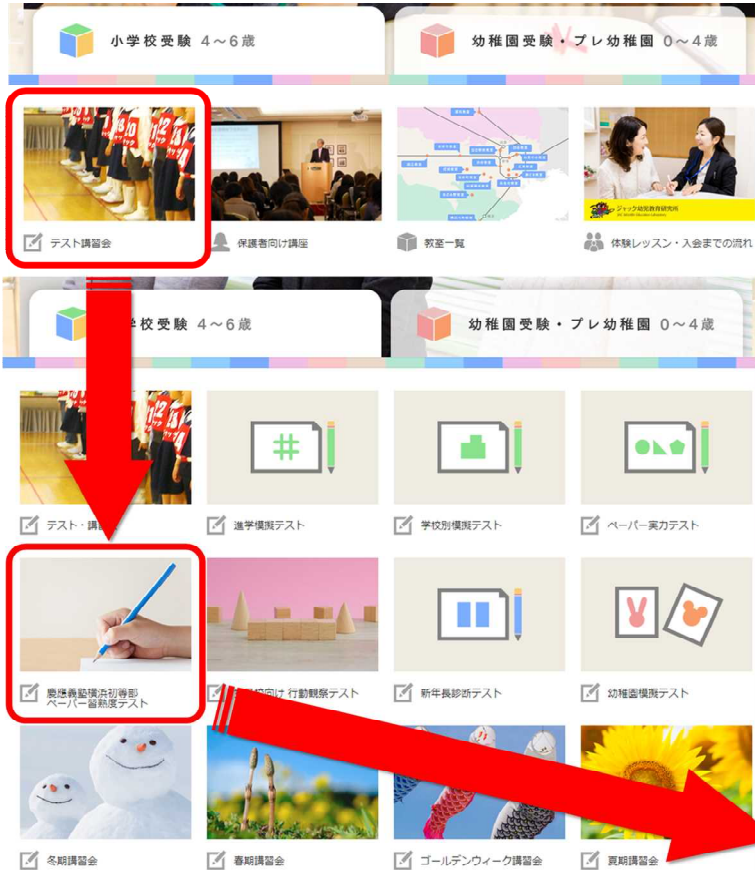 小学校受験 4～6歳
幼稚園受験・プレ幼稚園 0～4歳
テスト講習会
保護者向け講座
教室一覧
ジャック幼児教育研究所
体験レッスン・入会までの流れ
校受験 4～6歳
幼稚園受験・プレ幼稚園 0～4歳
テスト・講
進学模擬テスト
学校別模擬テスト
ペーパー実力テスト
慶應義塾横浜初等部
ペーパー習熟度テスト
向け 行動観察テスト
新年長診断テスト
幼稚園模擬テスト
冬期講習会
春期講習会
ゴールデンウィーク講習会
夏期講習会